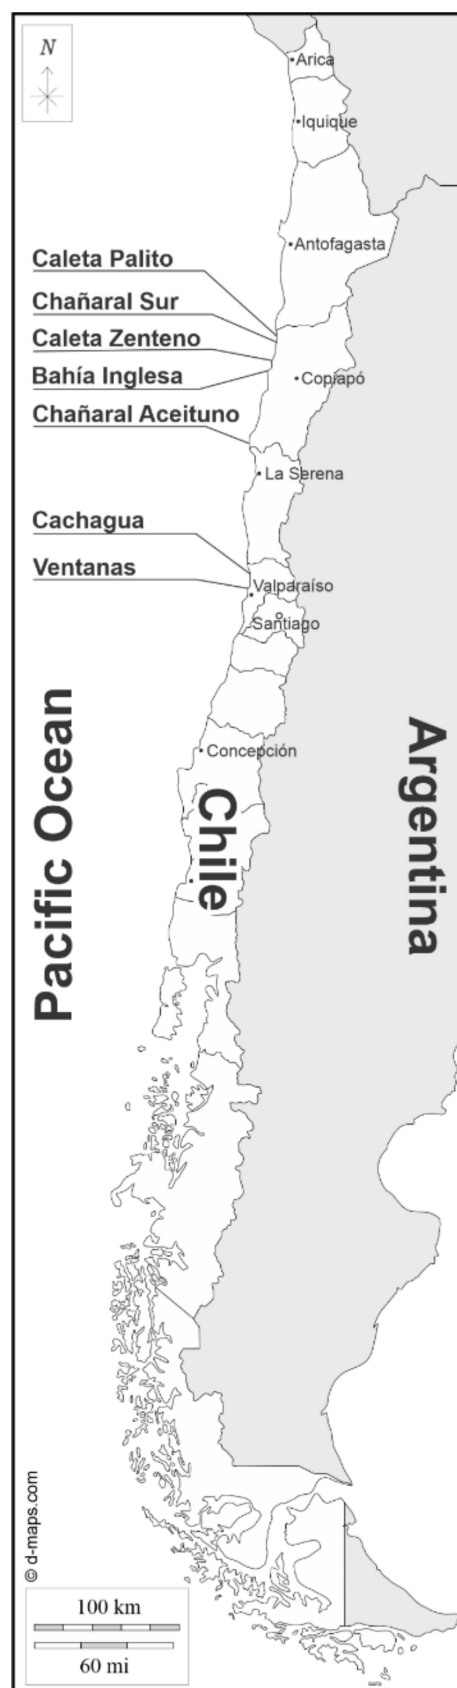 N
Arica
Iquique
Antofagasta
Caleta Palito
Chañaral Sur
Caleta Zenteno
Bahía Inglesa
Copiapó
Chañaral Aceituno
La Serena
Cachagua
Ventanas
Valparaíso
Santiago
Concepción
Pacific Ocean
Chile
Argentina
© d-maps.com
100 km
60 mi